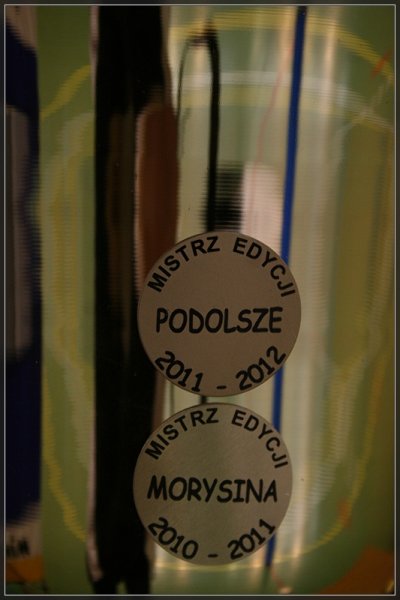 MISTRZ EDYCJI
PODOLSZE
2011 - 2012
MISTRZ EDYCJI
MORYSINA
2010 - 2011